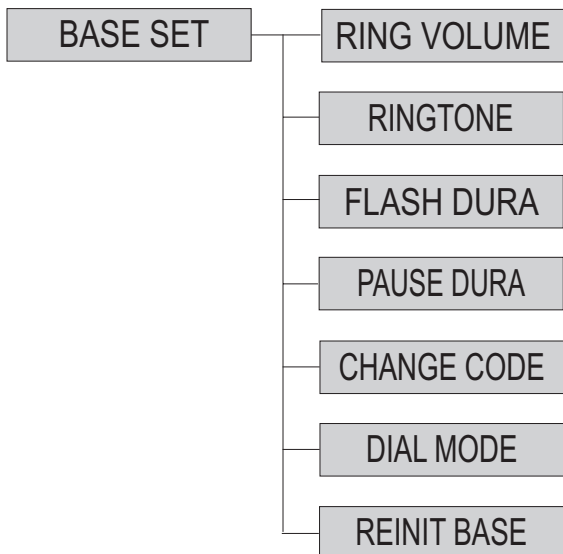 BASE SET
RING VOLUME
RINGTONE
FLASH DURA
PAUSE DURA
CHANGE CODE
DIAL MODE
REINIT BASE